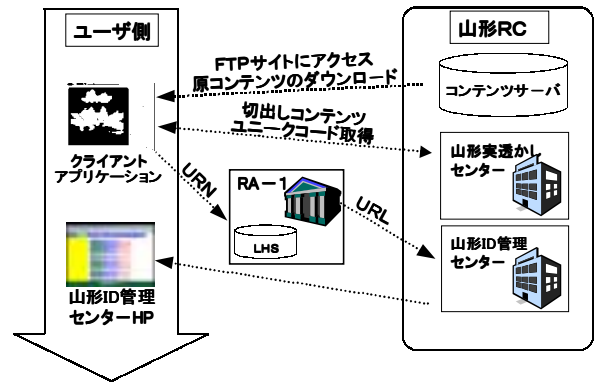 ユーザ側
山形RC
FTPサイトにアクセス
原コンテンツのダウンロード
コンテンツサーバ
切出しコンテンツ
ユニークコード取得
クライアント
アプリケーション
山形実透かし
センター
URN
RA－1
LHS
URL
山形ID管理
センター
山形ID管理
センターHP